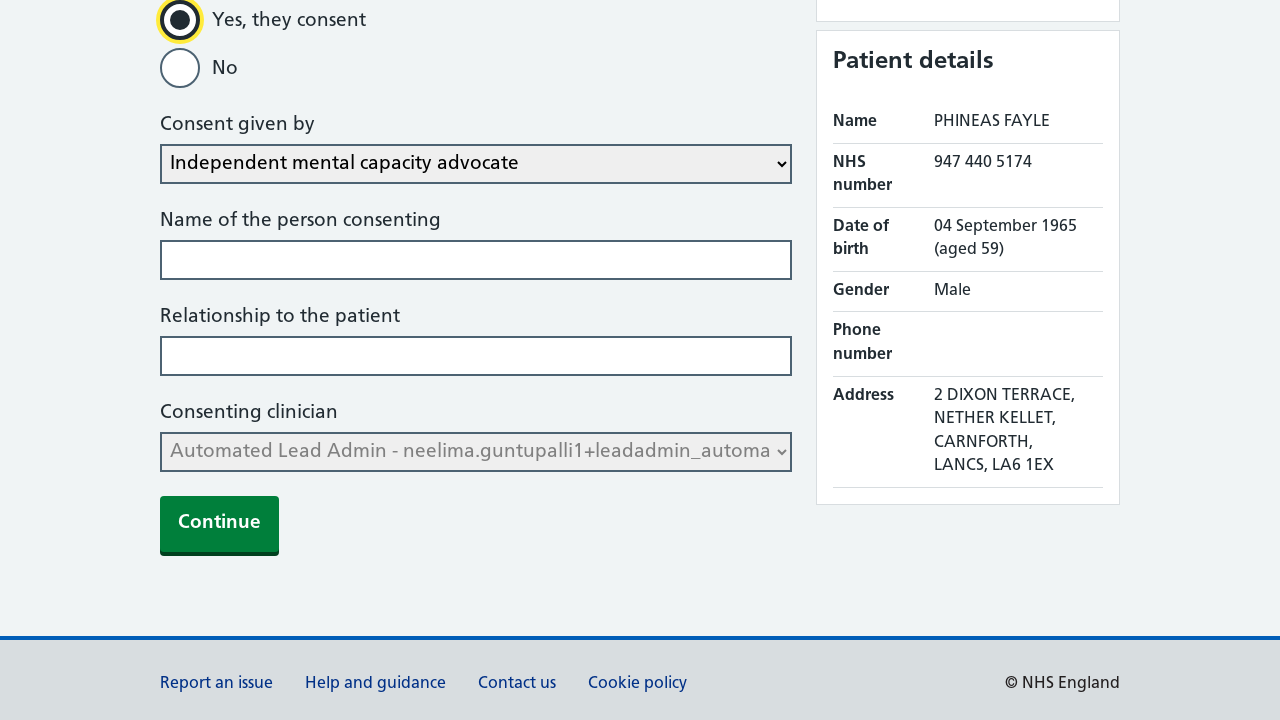 Yes, they consent
No
Consent given by
Independent mental capacity advocate
Name of the person consenting
Relationship to the patient
Consenting clinician
Automated Lead Admin - neelima.guntupalli1+leadadmin_automa
Continue
Patient details
Name PHINEAS FAYLE
NHS number 947 440 5174
Date of birth 04 September 1965 (aged 59)
Gender Male
Phone number
Address 2 DIXON TERRACE,
NETHER KELLET,
CARNFORTH,
LANCS, LA6 1EX
Report an issue Help and guidance Contact us Cookie policy © NHS England